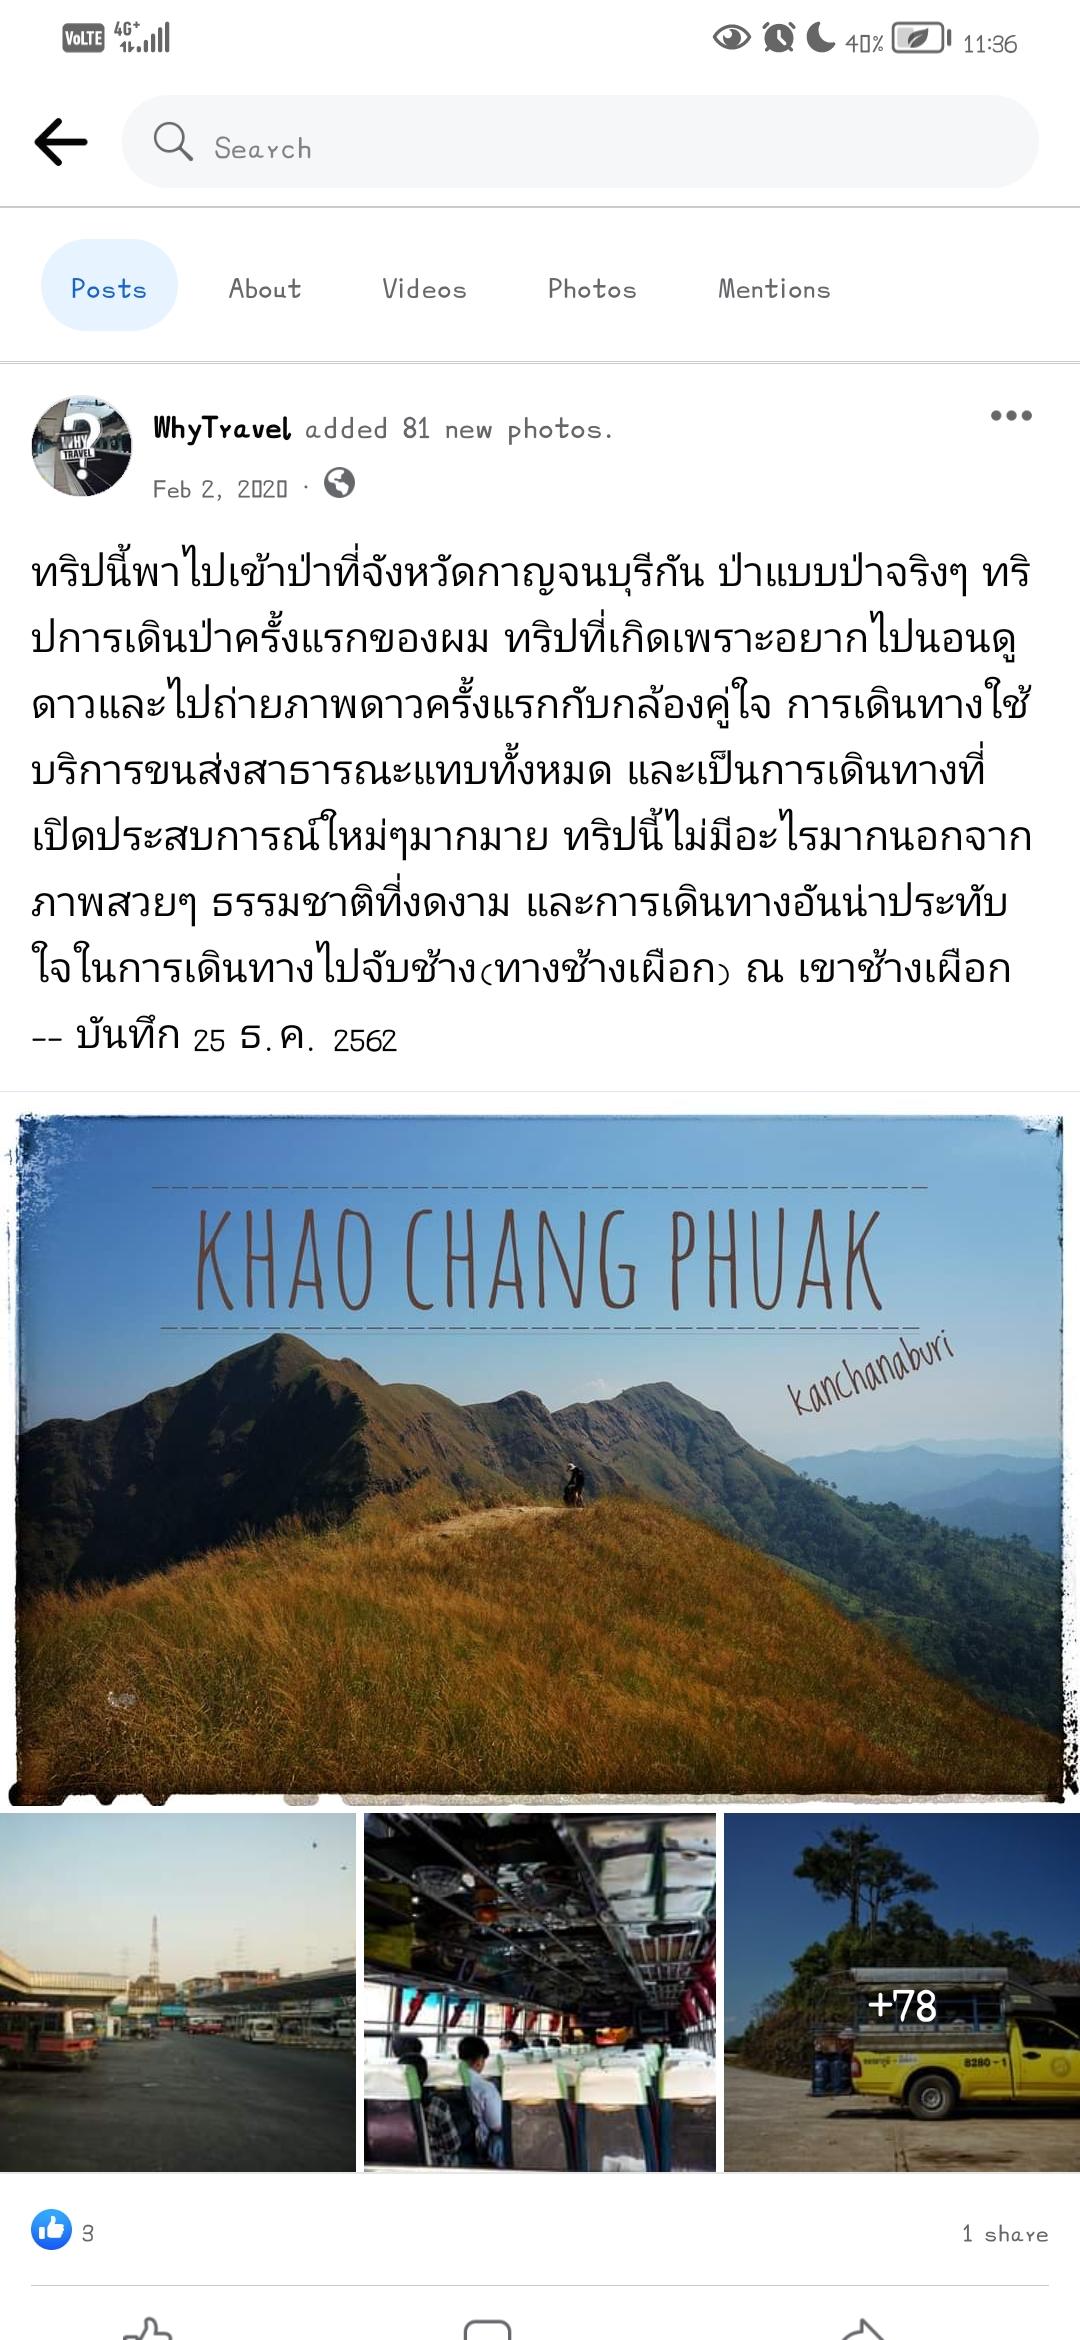 VoLTE 4G+ 40% 11:36
Search
Posts About Videos Photos Mentions
WhyTravel added 81 new photos.
WHY TRAVEL ?
Feb 2, 2020 ·
ทริปนี้พาไปเข้าป่าที่จังหวัดกาญจนบุรีกัน ป่าแบบป่าจริงๆ ทริ
ปการเดินป่าครั้งแรกของผม ทริปที่เกิดเพราะอยากไปนอนดู
ดาวและไปถ่ายภาพดาวครั้งแรกกับกล้องคู่ใจ การเดินทางใช้
บริการขนส่งสาธารณะแทบทั้งหมด และเป็นการเดินทางที่
เปิดประสบการณ์ใหม่ๆมากมาย ทริปนี้ไม่มีอะไรมากนอกจาก
ภาพสวยๆ ธรรมชาติที่งดงาม และการเดินทางอันน่าประทับ
ใจในการเดินทางไปจับช้าง(ทางช้างเผือก) ณ เขาช้างเผือก
-- บันทึก 25 ธ.ค. 2562
KHAO CHANG PHUAK
kanchanaburi
+78
8280-1
3 1 share